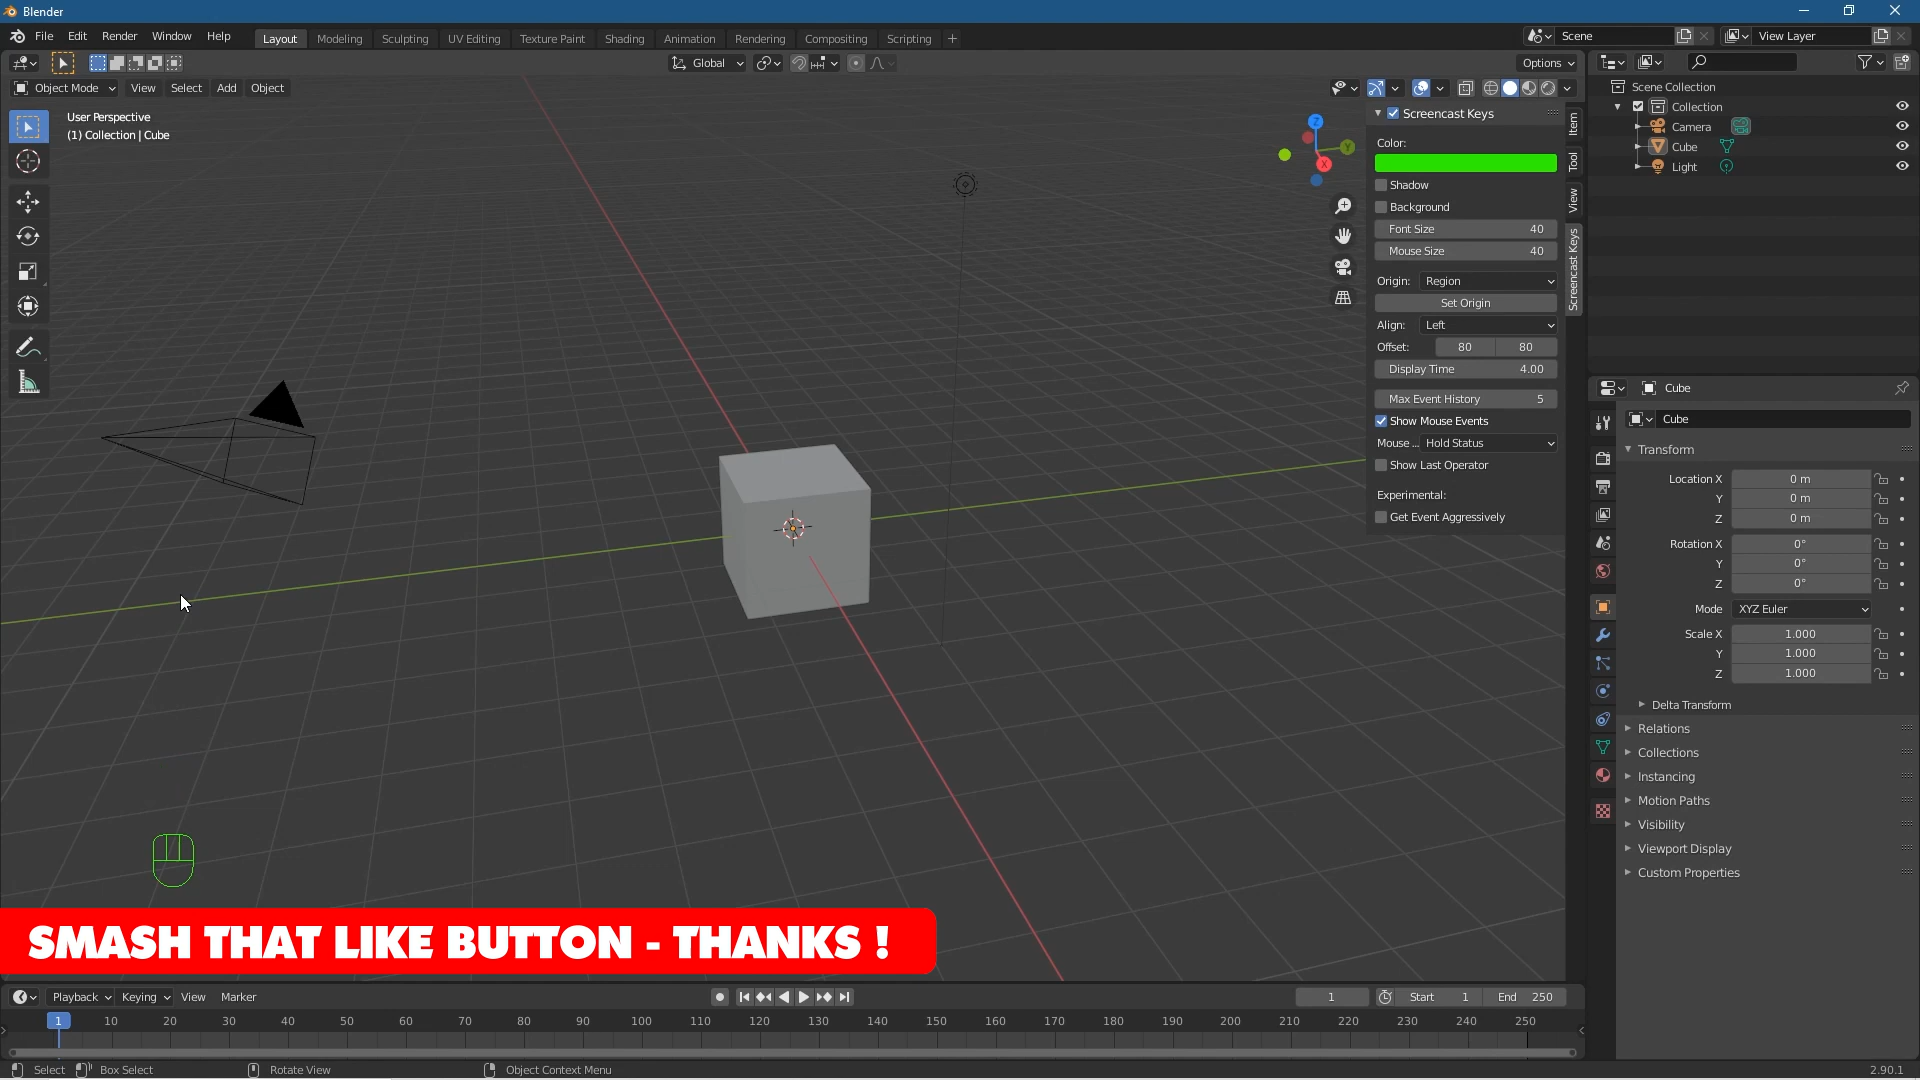 Blender
File Edit Render Window Help
Layout Modeling Sculpting UV Editing Texture Paint Shading Animation Rendering Compositing Scripting +
Scene
View Layer
Global
Options
Object Mode View Select Add Object
User Perspective
(1) Collection | Cube
Z
Y
X
Screencast Keys
Color:
Shadow
Background
Font Size 40
Mouse Size 40
Origin: Region
Set Origin
Align: Left
Offset: 80 80
Display Time 4.00
Max Event History 5
Show Mouse Events
Mouse ... Hold Status
Show Last Operator
Experimental:
Get Event Aggressively
Item
Tool
View
Screencast Keys
Scene Collection
Collection
Camera
Cube
Light
Cube
Cube
Transform
Location X 0 m
Y 0 m
Z 0 m
Rotation X 0°
Y 0°
Z 0°
Mode XYZ Euler
Scale X 1.000
Y 1.000
Z 1.000
Delta Transform
Relations
Collections
Instancing
Motion Paths
Visibility
Viewport Display
Custom Properties
SMASH THAT LIKE BUTTON - THANKS !
Playback Keying View Marker
1 Start 1 End 250
1 10 20 30 40 50 60 70 80 90 100 110 120 130 140 150 160 170 180 190 200 210 220 230 240 250
Select Box Select Rotate View Object Context Menu 2.90.1